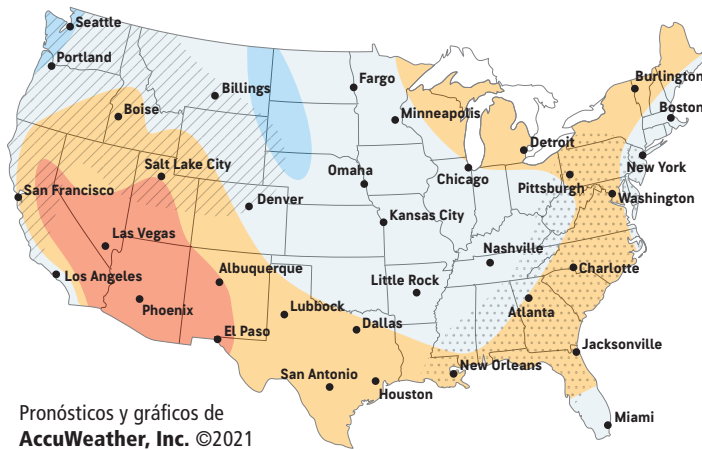 Seattle
Portland
Billings
Fargo
Burlington
Boise
Minneapolis
Boston
Detroit
Salt Lake City
Omaha
Chicago
New York
San Francisco
Pittsburgh
Denver
Washington
Kansas City
Las Vegas
Nashville
Los Angeles
Albuquerque
Little Rock
Charlotte
Phoenix
Lubbock
Atlanta
El Paso
Dallas
Jacksonville
San Antonio
New Orleans
Houston
Miami
Pronósticos y gráficos de
AccuWeather, Inc. ©2021